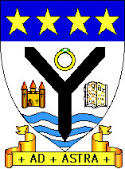 + AD + ASTRA +